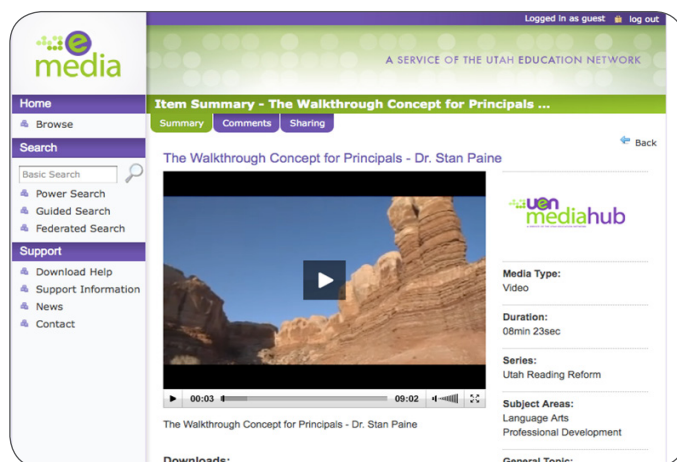 Logged in as guest log out
e
media
A SERVICE OF THE UTAH EDUCATION NETWORK
Home
Browse
Search
Basic Search
Power Search
Guided Search
Federated Search
Support
Download Help
Support Information
News
Contact
Item Summary - The Walkthrough Concept for Principals ...
Summary Comments Sharing
Back
The Walkthrough Concept for Principals - Dr. Stan Paine
00:03 09:02
The Walkthrough Concept for Principals - Dr. Stan Paine
Downloads:
uen
mediahub
Media Type:
Video
Duration:
08min 23sec
Series:
Utah Reading Reform
Subject Areas:
Language Arts
Professional Development
General Topic: